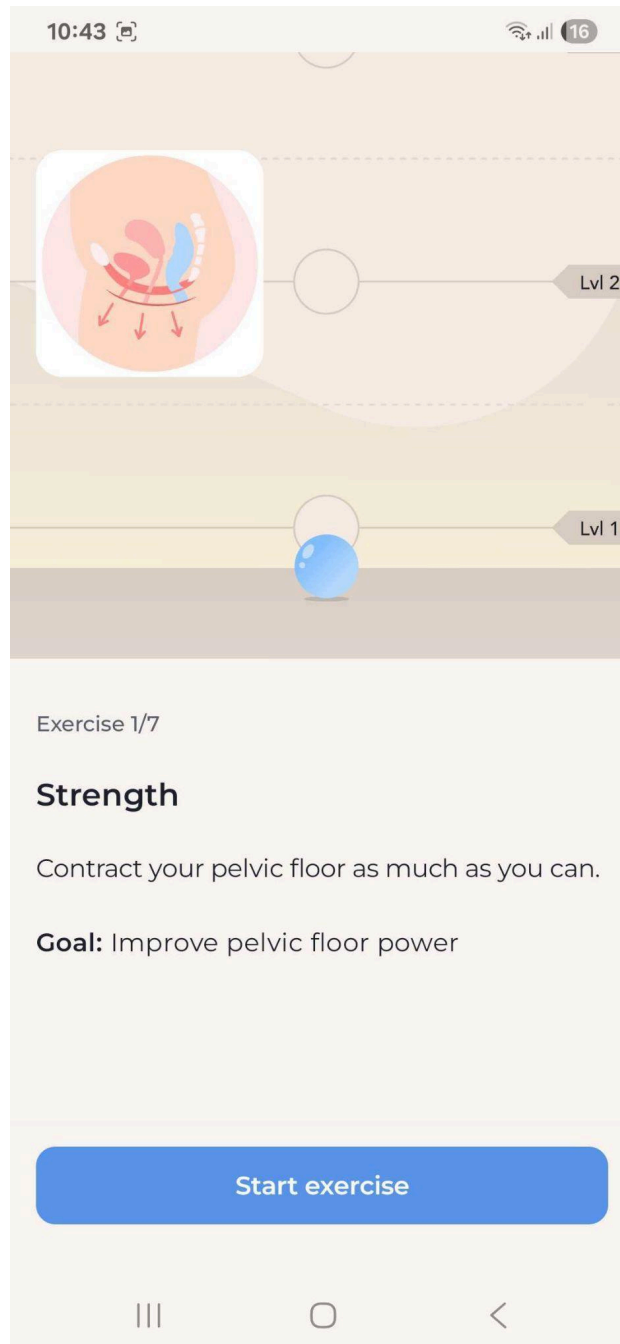 10:43
16
Lvl 2
Lvl 1
Exercise 1/7
Strength
Contract your pelvic floor as much as you can.
Goal: Improve pelvic floor power
Start exercise